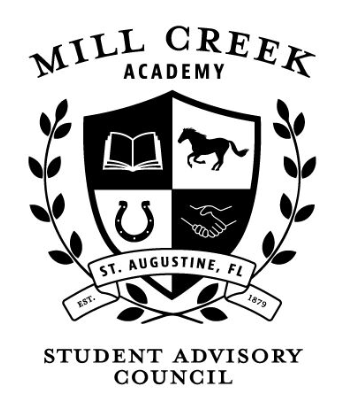 MILL CREEK
ACADEMY
ST. AUGUSTINE, FL
EST. 1879
STUDENT ADVISORY
COUNCIL